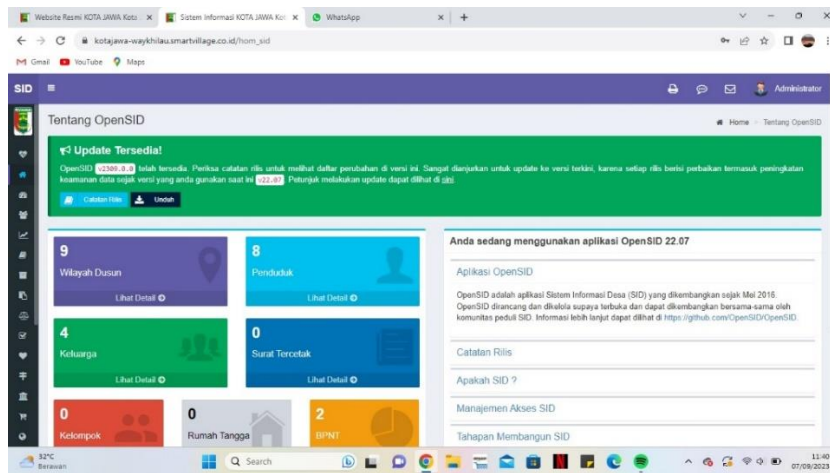 Website Resmi KOTA JAWA Kota
Sistem Informasi KOTA JAWA Kot
WhatsApp
kotajawa-waykhilau.smartvillage.co.id/hom_sid
Gmail
YouTube
Maps
SID
Administrator
Tentang OpenSID
Home
Tentang OpenSID
Update Tersedia!
OpenSID v2309.0.0 telah tersedia. Periksa catatan rilis untuk melihat daftar perubahan di versi ini. Sangat dianjurkan untuk update ke versi terkini, karena setiap rilis berisi perbaikan termasuk peningkatan
keamanan data sejak versi yang anda gunakan saat ini v22.07. Petunjuk melakukan update dapat dilihat di sini.
Catatan Rilis
Unduh
9
Wilayah Dusun
Lihat Detail
8
Penduduk
Lihat Detail
4
Keluarga
Lihat Detail
0
Surat Tercetak
Lihat Detail
0
Kelompok
0
Rumah Tangga
2
BPNT
Anda sedang menggunakan aplikasi OpenSID 22.07
Aplikasi OpenSID
OpenSID adalah aplikasi Sistem Informasi Desa (SID) yang dikembangkan sejak Mei 2016.
OpenSID dirancang dan dikelola supaya terbuka dan dapat dikembangkan bersama-sama oleh
komunitas peduli SID. Informasi lebih lanjut dapat dilihat di https://github.com/OpenSID/OpenSID.
Catatan Rilis
Apakah SID ?
Manajemen Akses SID
Tahapan Membangun SID
32°C
Berawan
Search
11:40
07/09/2023